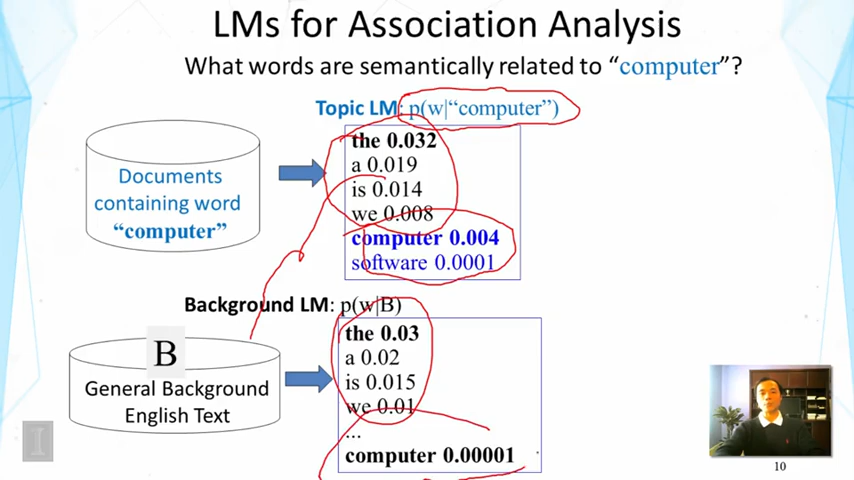 LMs for Association Analysis
What words are semantically related to “computer”?
Topic LM: p(w|“computer”)
Documents
containing word
“computer”
the 0.032
a 0.019
is 0.014
we 0.008
computer 0.004
software 0.0001
Background LM: p(w|B)
B
General Background
English Text
the 0.03
a 0.02
is 0.015
we 0.01
...
computer 0.00001
I
10